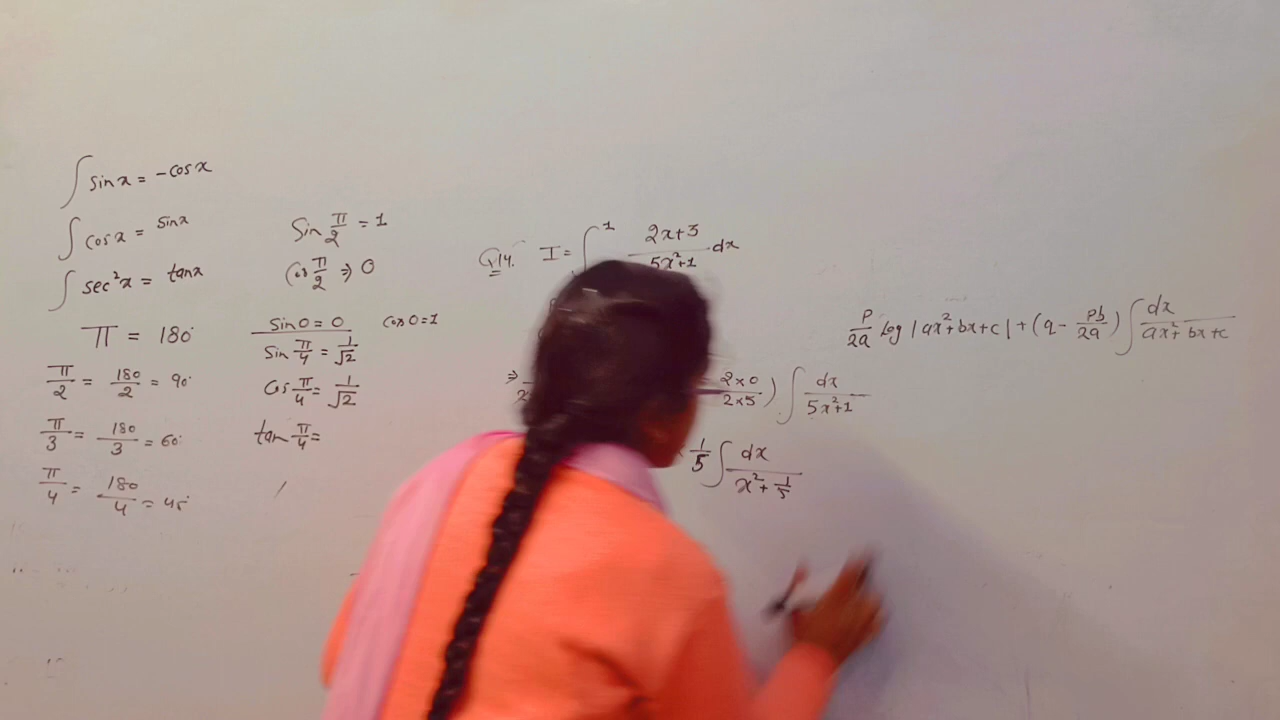 ∫ sin x = - cos x
∫ cos x = sin x
∫ sec²x = tan x
π = 180°
π/2 = 180/2 = 90°
π/3 = 180/3 = 60°
π/4 = 180/4 = 45°
Sin π/2 = 1
Cos π/2 ⇒ 0
Sin 0 = 0
Cos 0 = 1
Sin π/4 = 1/√2
Cos π/4 = 1/√2
tan π/4 =
Q14. I = ∫ 1 2x+3/5x²+1 dx
⇒ 2 2×0/2×5) ∫ dx/5x²+1
1/5 ∫ dx/x²+1/5
P/2a log |ax²+bx+c| + (q - Pb/2a) ∫ dx/ax²+bx+c